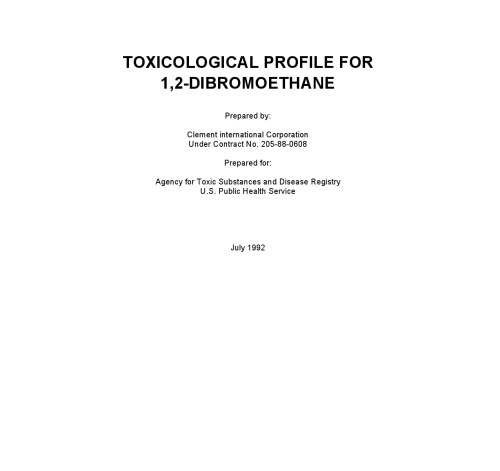 TOXICOLOGICAL PROFILE FOR
1,2-DIBROMOETHANE
Prepared by:
Clement international Corporation
Under Contract No. 205-88-0608
Prepared for:
Agency for Toxic Substances and Disease Registry
U.S. Public Health Service
July 1992